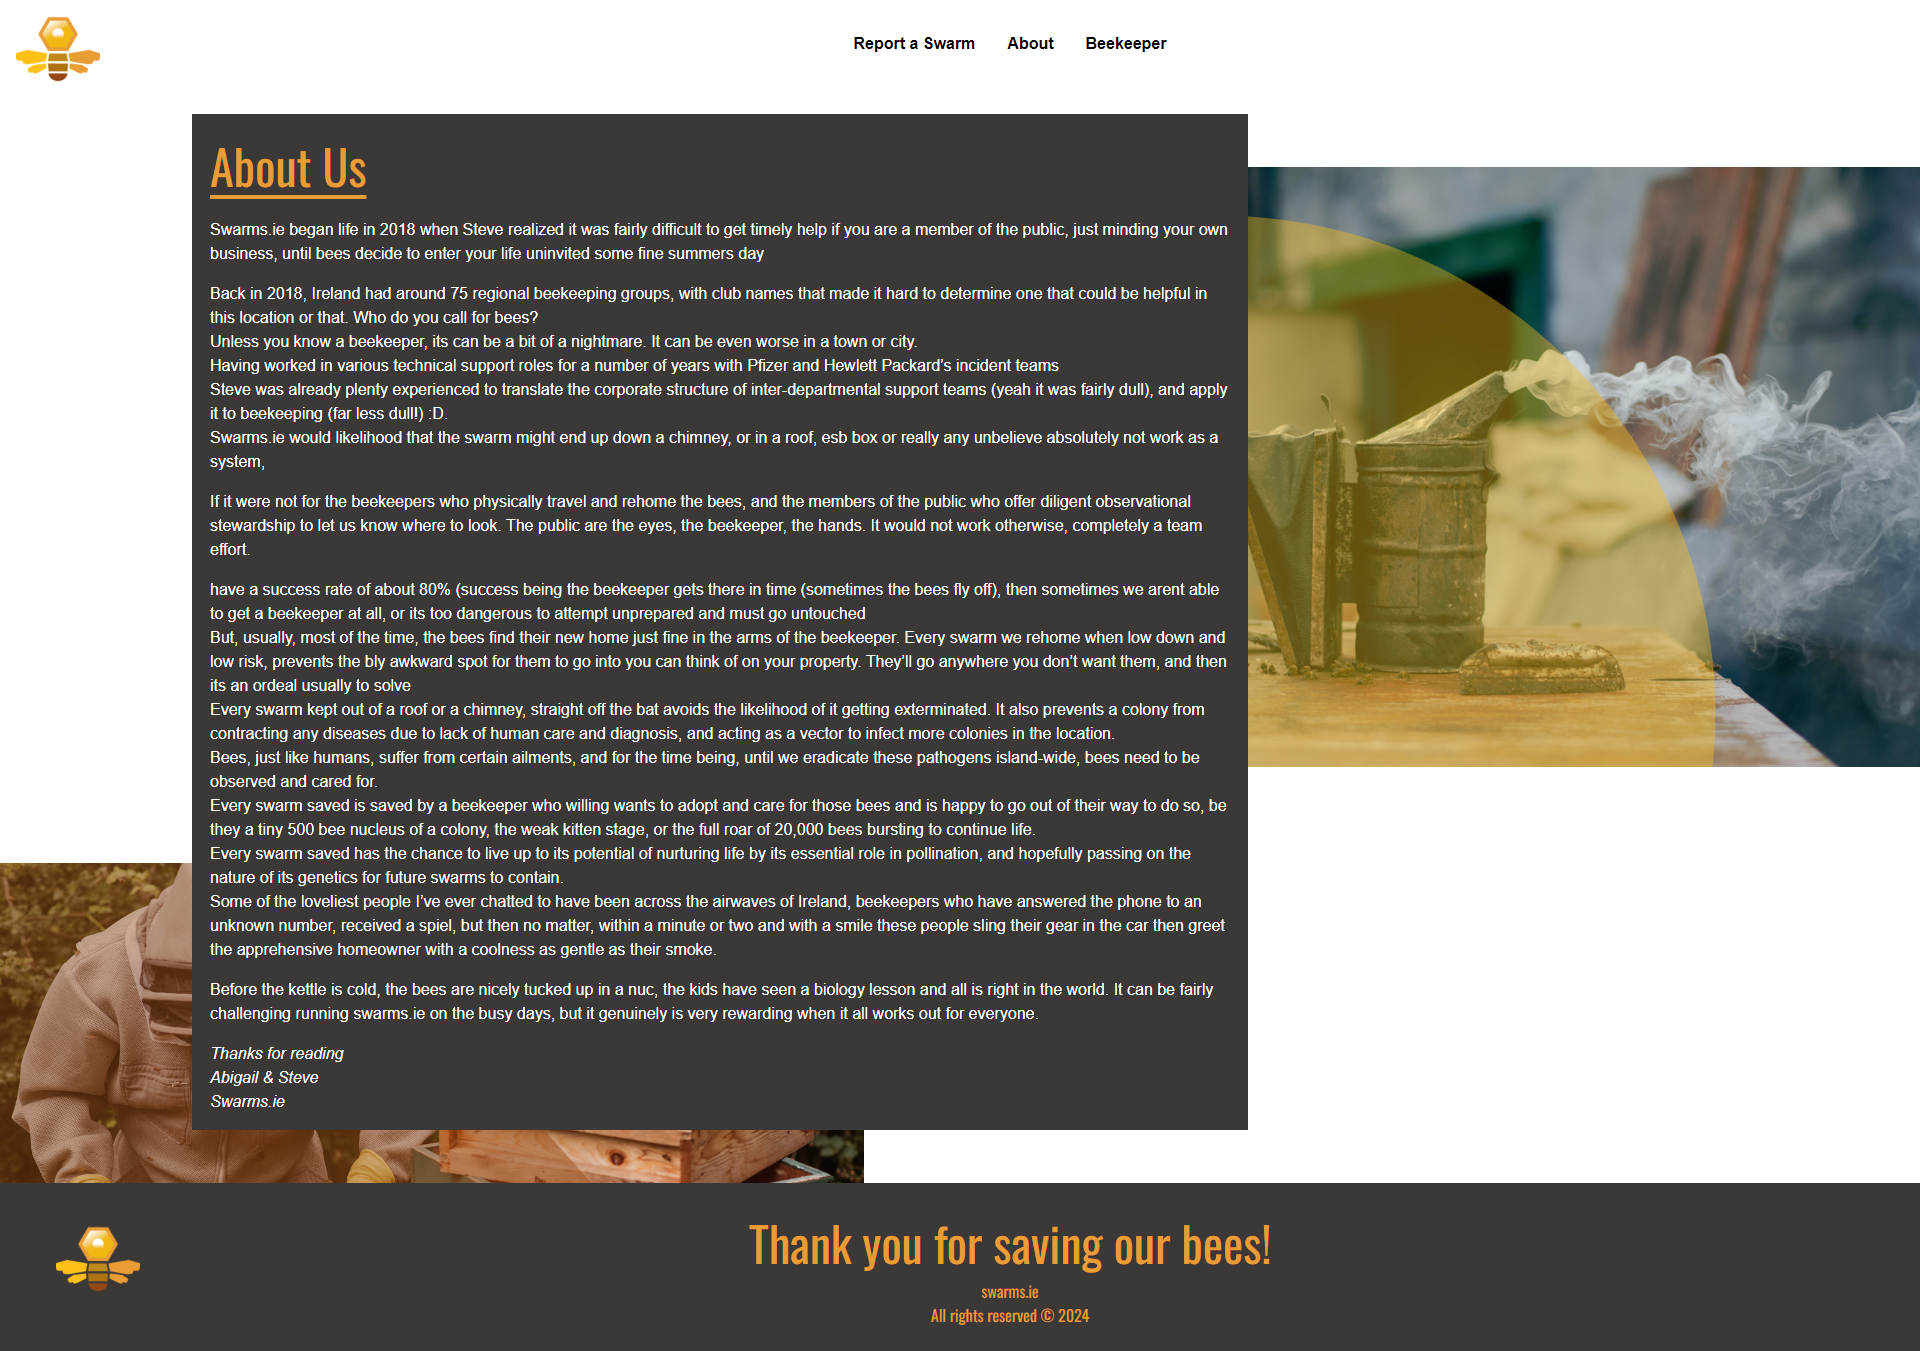 Report a Swarm About Beekeeper
About Us
Swarms.ie began life in 2018 when Steve realized it was fairly difficult to get timely help if you are a member of the public, just minding your own
business, until bees decide to enter your life uninvited some fine summers day
Back in 2018, Ireland had around 75 regional beekeeping groups, with club names that made it hard to determine one that could be helpful in
this location or that. Who do you call for bees?
Unless you know a beekeeper, its can be a bit of a nightmare. It can be even worse in a town or city.
Having worked in various technical support roles for a number of years with Pfizer and Hewlett Packard’s incident teams
Steve was already plenty experienced to translate the corporate structure of inter-departmental support teams (yeah it was fairly dull), and apply
it to beekeeping (far less dull!) :D.
Swarms.ie would likelihood that the swarm might end up down a chimney, or in a roof, esb box or really any unbelieve absolutely not work as a
system,
If it were not for the beekeepers who physically travel and rehome the bees, and the members of the public who offer diligent observational
stewardship to let us know where to look. The public are the eyes, the beekeeper, the hands. It would not work otherwise, completely a team
effort.
have a success rate of about 80% (success being the beekeeper gets there in time (sometimes the bees fly off), then sometimes we arent able
to get a beekeeper at all, or its too dangerous to attempt unprepared and must go untouched
But, usually, most of the time, the bees find their new home just fine in the arms of the beekeeper. Every swarm we rehome when low down and
low risk, prevents the bly awkward spot for them to go into you can think of on your property. They’ll go anywhere you don’t want them, and then
its an ordeal usually to solve
Every swarm kept out of a roof or a chimney, straight off the bat avoids the likelihood of it getting exterminated. It also prevents a colony from
contracting any diseases due to lack of human care and diagnosis, and acting as a vector to infect more colonies in the location.
Bees, just like humans, suffer from certain ailments, and for the time being, until we eradicate these pathogens island-wide, bees need to be
observed and cared for.
Every swarm saved is saved by a beekeeper who willing wants to adopt and care for those bees and is happy to go out of their way to do so, be
they a tiny 500 bee nucleus of a colony, the weak kitten stage, or the full roar of 20,000 bees bursting to continue life.
Every swarm saved has the chance to live up to its potential of nurturing life by its essential role in pollination, and hopefully passing on the
nature of its genetics for future swarms to contain.
Some of the loveliest people I’ve ever chatted to have been across the airwaves of Ireland, beekeepers who have answered the phone to an
unknown number, received a spiel, but then no matter, within a minute or two and with a smile these people sling their gear in the car then greet
the apprehensive homeowner with a coolness as gentle as their smoke.
Before the kettle is cold, the bees are nicely tucked up in a nuc, the kids have seen a biology lesson and all is right in the world. It can be fairly
challenging running swarms.ie on the busy days, but it genuinely is very rewarding when it all works out for everyone.
Thanks for reading
Abigail & Steve
Swarms.ie
Thank you for saving our bees!
swarms.ie
All rights reserved © 2024